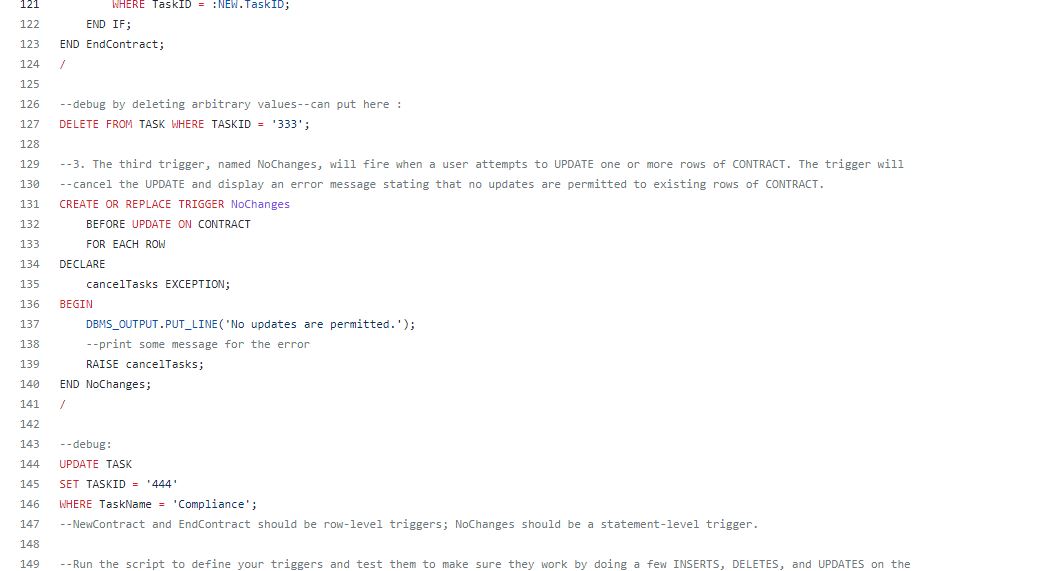 121 WHERE TaskID = :NEW.TaskID;
122 END IF;
123 END EndContract;
124 /
125
126 --debug by deleting arbitrary values--can put here :
127 DELETE FROM TASK WHERE TASKID = '333';
128
129 --3. The third trigger, named NoChanges, will fire when a user attempts to UPDATE one or more rows of CONTRACT. The trigger will
130 --cancel the UPDATE and display an error message stating that no updates are permitted to existing rows of CONTRACT.
131 CREATE OR REPLACE TRIGGER NoChanges
132 BEFORE UPDATE ON CONTRACT
133 FOR EACH ROW
134 DECLARE
135 cancelTasks EXCEPTION;
136 BEGIN
137 DBMS_OUTPUT.PUT_LINE('No updates are permitted.');
138 --print some message for the error
139 RAISE cancelTasks;
140 END NoChanges;
141 /
142
143 --debug:
144 UPDATE TASK
145 SET TASKID = '444'
146 WHERE TaskName = 'Compliance';
147 --NewContract and EndContract should be row-level triggers; NoChanges should be a statement-level trigger.
148
149 --Run the script to define your triggers and test them to make sure they work by doing a few INSERTS, DELETES, and UPDATES on the